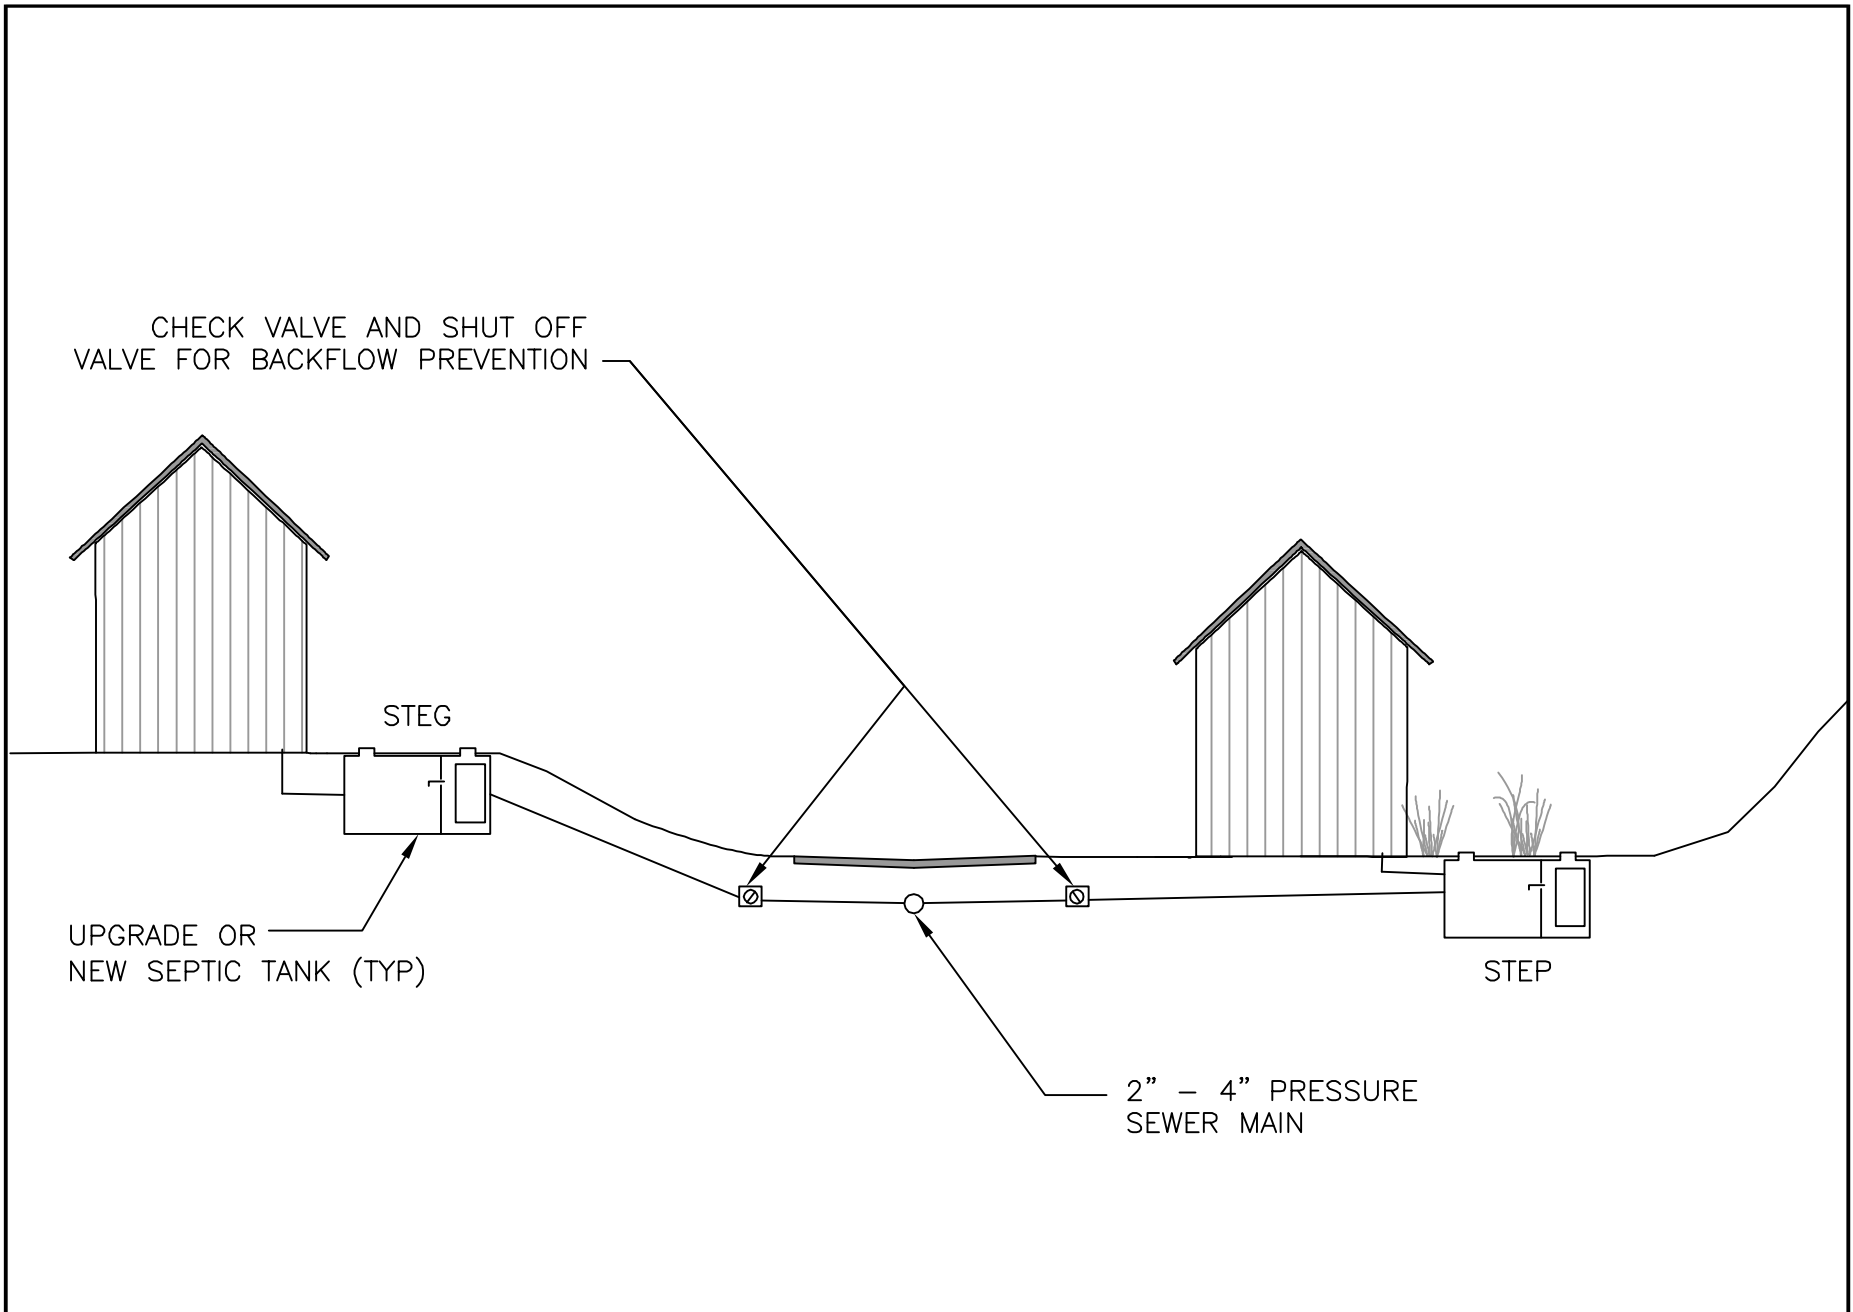 CHECK VALVE AND SHUT OFF
VALVE FOR BACKFLOW PREVENTION
STEG
UPGRADE OR
NEW SEPTIC TANK (TYP)
STEP
2” – 4” PRESSURE
SEWER MAIN